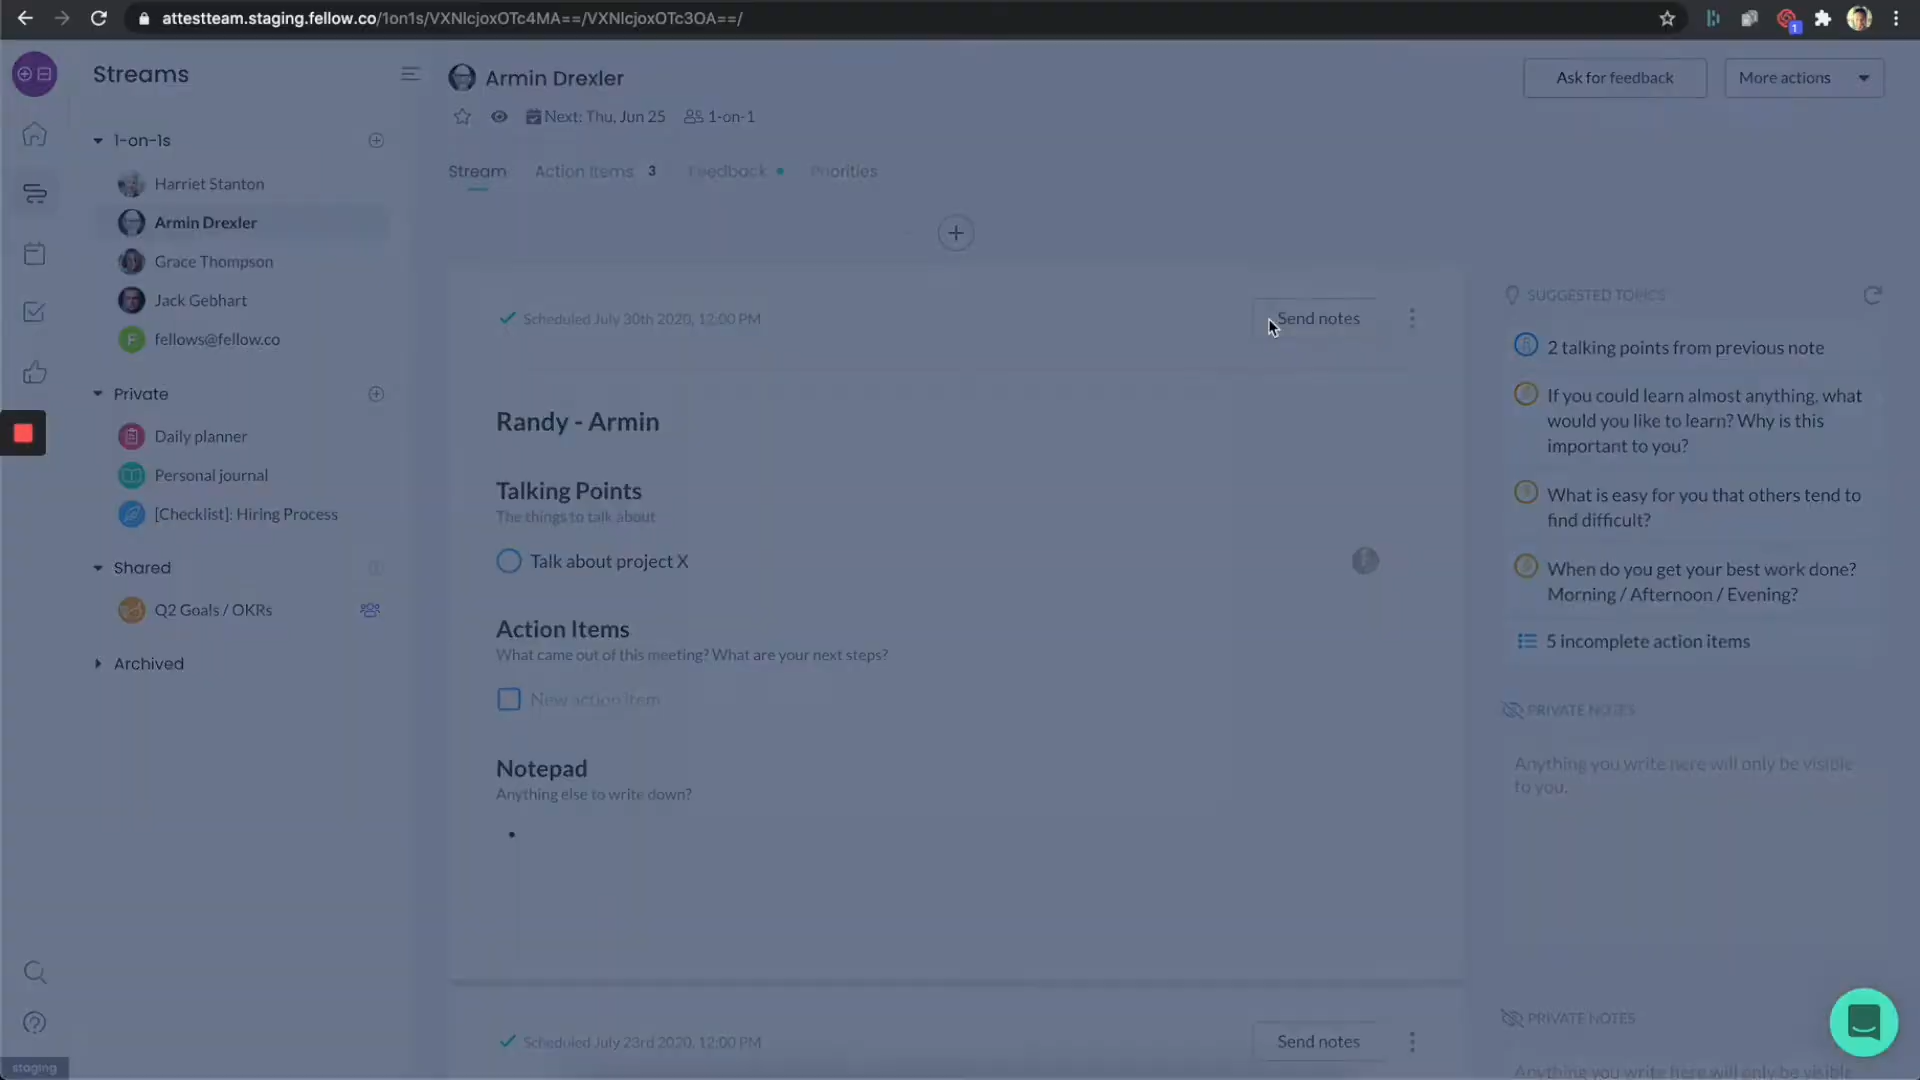 attestteam.staging.fellow.co/1on1s/VXNlcjoxOTc4MA==/VXNlcjoxOTc3OA==/
1
Streams
1-on-1s
Harriet Stanton
Armin Drexler
Grace Thompson
Jack Gebhart
F fellows@fellow.co
Private
Daily planner
Personal journal
[Checklist]: Hiring Process
Shared
Q2 Goals / OKRs
Archived
staging
Armin Drexler
Next: Thu, Jun 25 1-on-1
Ask for feedback
More actions
Stream Action Items 3 Feedback Priorities
Scheduled July 30th 2020, 12:00 PM
Send notes
Randy - Armin
Talking Points
The things to talk about
Talk about project X
Action Items
What came out of this meeting? What are your next steps?
New action item
Notepad
Anything else to write down?
Scheduled July 23rd 2020, 12:00 PM
Send notes
SUGGESTED TOPICS
2 talking points from previous note
If you could learn almost anything, what
would you like to learn? Why is this
important to you?
What is easy for you that others tend to
find difficult?
When do you get your best work done?
Morning / Afternoon / Evening?
5 incomplete action items
PRIVATE NOTES
Anything you write here will only be visible
to you.
PRIVATE NOTES
Anything you write here will only be visible